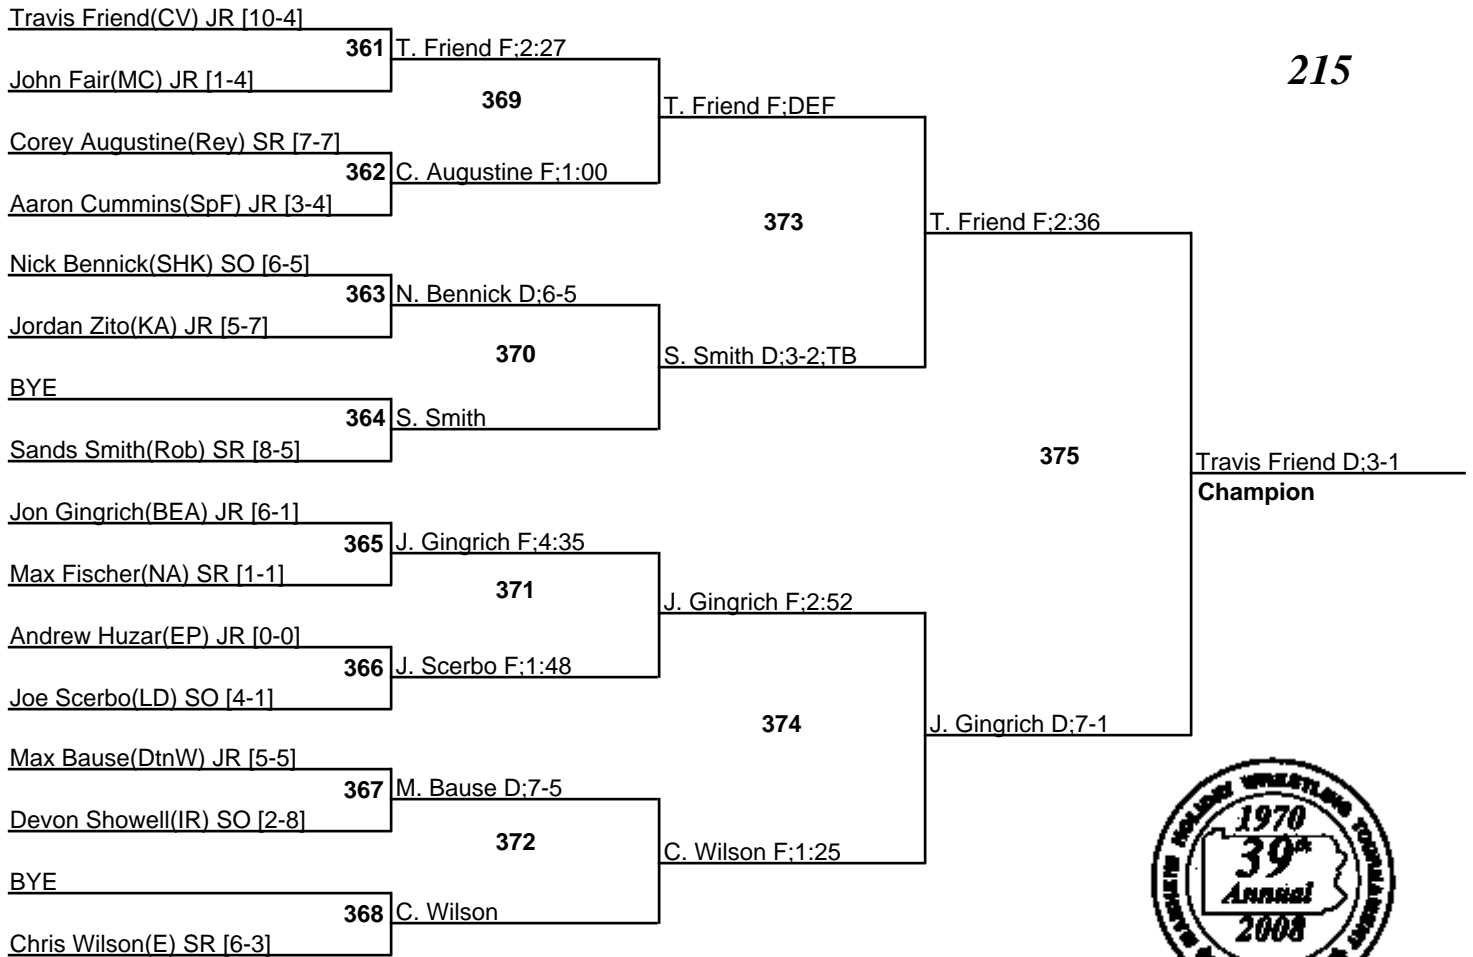 Travis Friend(CV) JR [10-4]
361 T. Friend F;2:27
215
John Fair(MC) JR [1-4]
369
T. Friend F;DEF
Corey Augustine(Rey) SR [7-7]
362 C. Augustine F;1:00
Aaron Cummins(SpF) JR [3-4]
373
T. Friend F;2:36
Nick Bennick(SHK) SO [6-5]
363 N. Bennick D;6-5
Jordan Zito(KA) JR [5-7]
370
S. Smith D;3-2;TB
BYE
364 S. Smith
Sands Smith(Rob) SR [8-5]
375
Travis Friend D;3-1
Champion
Jon Gingrich(BEA) JR [6-1]
365 J. Gingrich F;4:35
Max Fischer(NA) SR [1-1]
371
J. Gingrich F;2:52
Andrew Huzar(EP) JR [0-0]
366 J. Scerbo F;1:48
Joe Scerbo(LD) SO [4-1]
374
J. Gingrich D;7-1
Max Bause(DtnW) JR [5-5]
367 M. Bause D;7-5
Devon Showell(IR) SO [2-8]
372
C. Wilson F;1:25
BYE
368 C. Wilson
Chris Wilson(E) SR [6-3]
HOLIDAY WRESTLING TOURNAMENT
1970
39th
Annual
2008